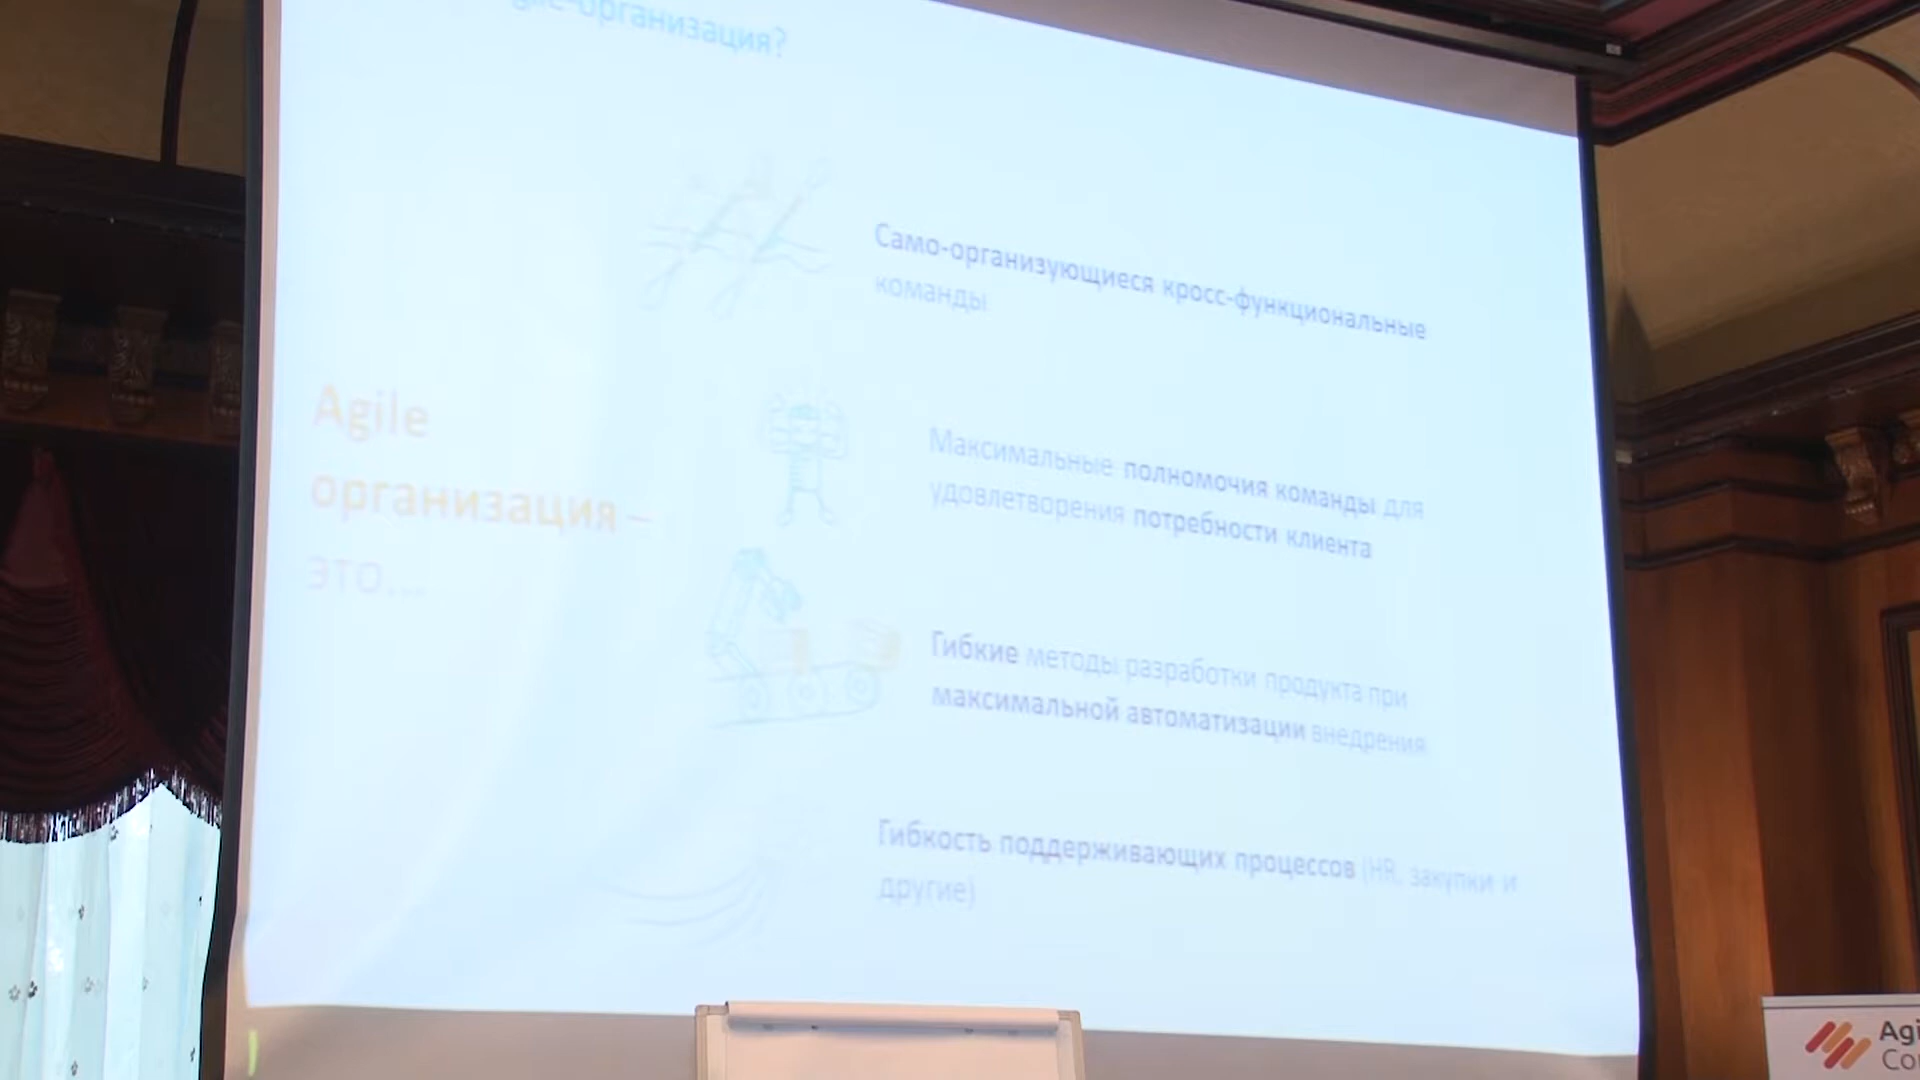 Agile-организация?
Само-организующиеся кросс-функциональные
команды
Agile
организация –
это...
Максимальные полномочия команды для
удовлетворения потребности клиента
Гибкие методы разработки продукта при
максимальной автоматизации внедрения
Гибкость поддерживающих процессов (HR, закупки и
другие)
Agi
Co